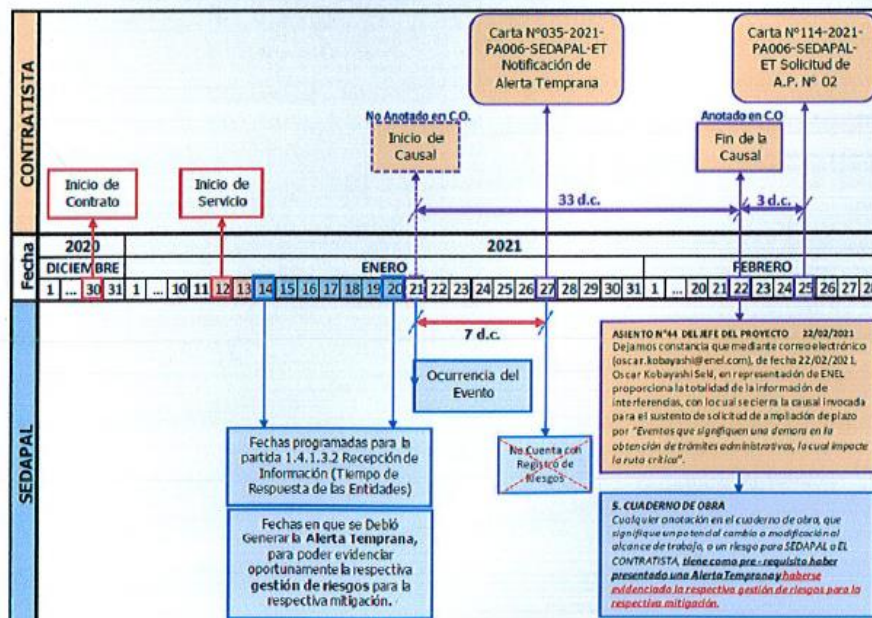 CONTRATISTA
Carta N°035-2021-
PA006-SEDAPAL-ET
Notificación de
Alerta Temprana
Carta N°114-2021-
PA006-SEDAPAL-
ET Solicitud de
A.P. N° 02
No Anotado en C.O.
Inicio de
Causal
Anotado en C.O
Fin de la
Causal
Inicio de
Contrato
Inicio de
Servicio
33 d.c.
3 d.c.
Fecha
2020
2021
DICIEMBRE
ENERO
FEBRERO
1 ... 30 31 1 ... 10 11 12 13 14 15 16 17 18 19 20 21 22 23 24 25 26 27 28 29 30 31 1 ... 20 21 22 23 24 25 26 27 28
SEDAPAL
7 d.c.
Ocurrencia del
Evento
Fechas programadas para la
partida 1.4.1.3.2 Recepción de
Información (Tiempo de
Respuesta de las Entidades)
Fechas en que se Debió
Generar la Alerta Temprana,
para poder evidenciar
oportunamente la respectiva
gestión de riesgos para la
respectiva mitigación.
No Cuenta con
Registro de
Riesgos
ASIENTO N°44 DEL JEFE DEL PROYECTO 22/02/2021
Dejamos constancia que mediante correo electrónico
(oscar.kobayashi@enel.com), de fecha 22/02/2021,
Oscar Kobayashi Seki, en representación de ENEL
proporciona la totalidad de la información de
interferencias, con lo cual se cierra la causal invocada
para el sustento de solicitud de ampliación de plazo
por "Eventos que signifiquen una demora en la
obtención de trámites administrativos, la cual impacte
la ruta crítica".
5. CUADERNO DE OBRA
Cualquier anotación en el cuaderno de obra, que
signifique un potencial cambio o modificación al
alcance de trabajo, o un riesgo para SEDAPAL o EL
CONTRATISTA, tiene como pre - requisito haber
presentado una Alerta Temprana y haberse
evidenciado la respectiva gestión de riesgos para la
respectiva mitigación.